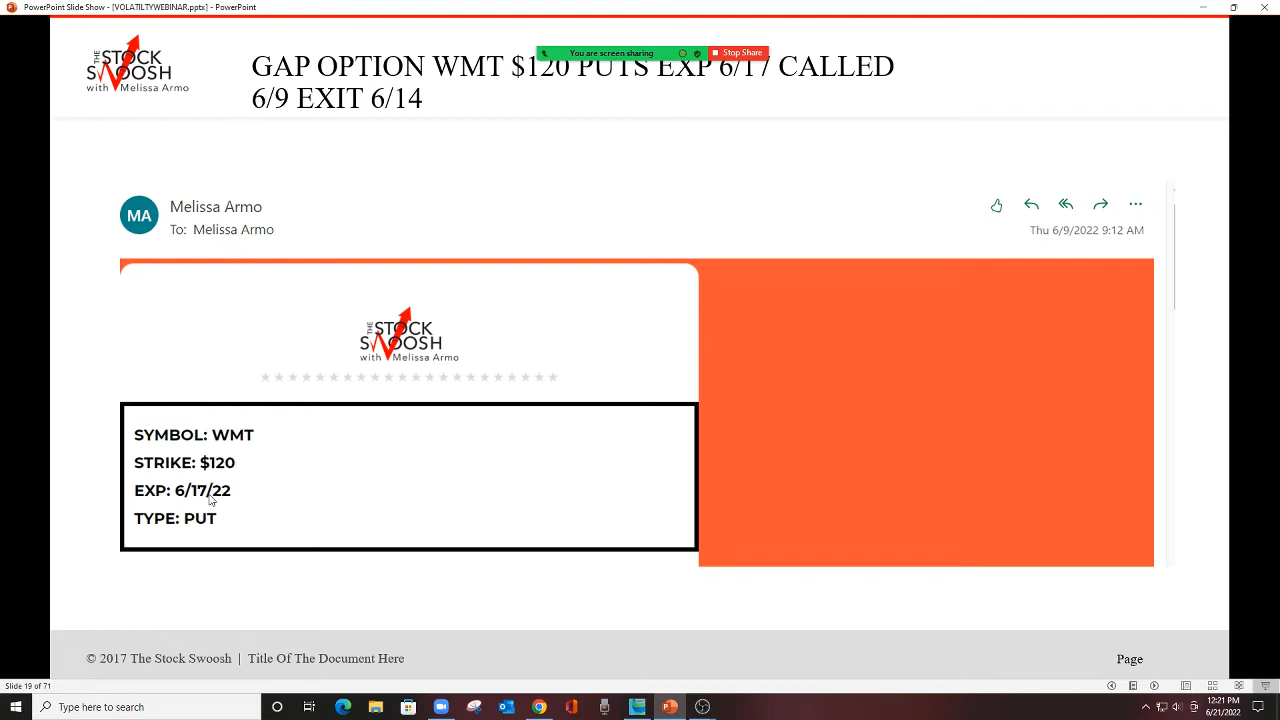 PowerPoint Slide Show - [VOLATILTYWEBINAR.pptx] - PowerPoint
THE
STOCK
SWOOSH
with Melissa Armo
You are screen sharing
Stop Share
GAP OPTION WMT $120 PUTS EXP 6/17 CALLED
6/9 EXIT 6/14
MA
Melissa Armo
To: Melissa Armo
Thu 6/9/2022 9:12 AM
THE
STOCK
SWOOSH
with Melissa Armo
SYMBOL: WMT
STRIKE: $120
EXP: 6/17/22
TYPE: PUT
© 2017 The Stock Swoosh | Title Of The Document Here
Page
Slide 19 of 71
Type here to search
12:21 PM
6/21/2022